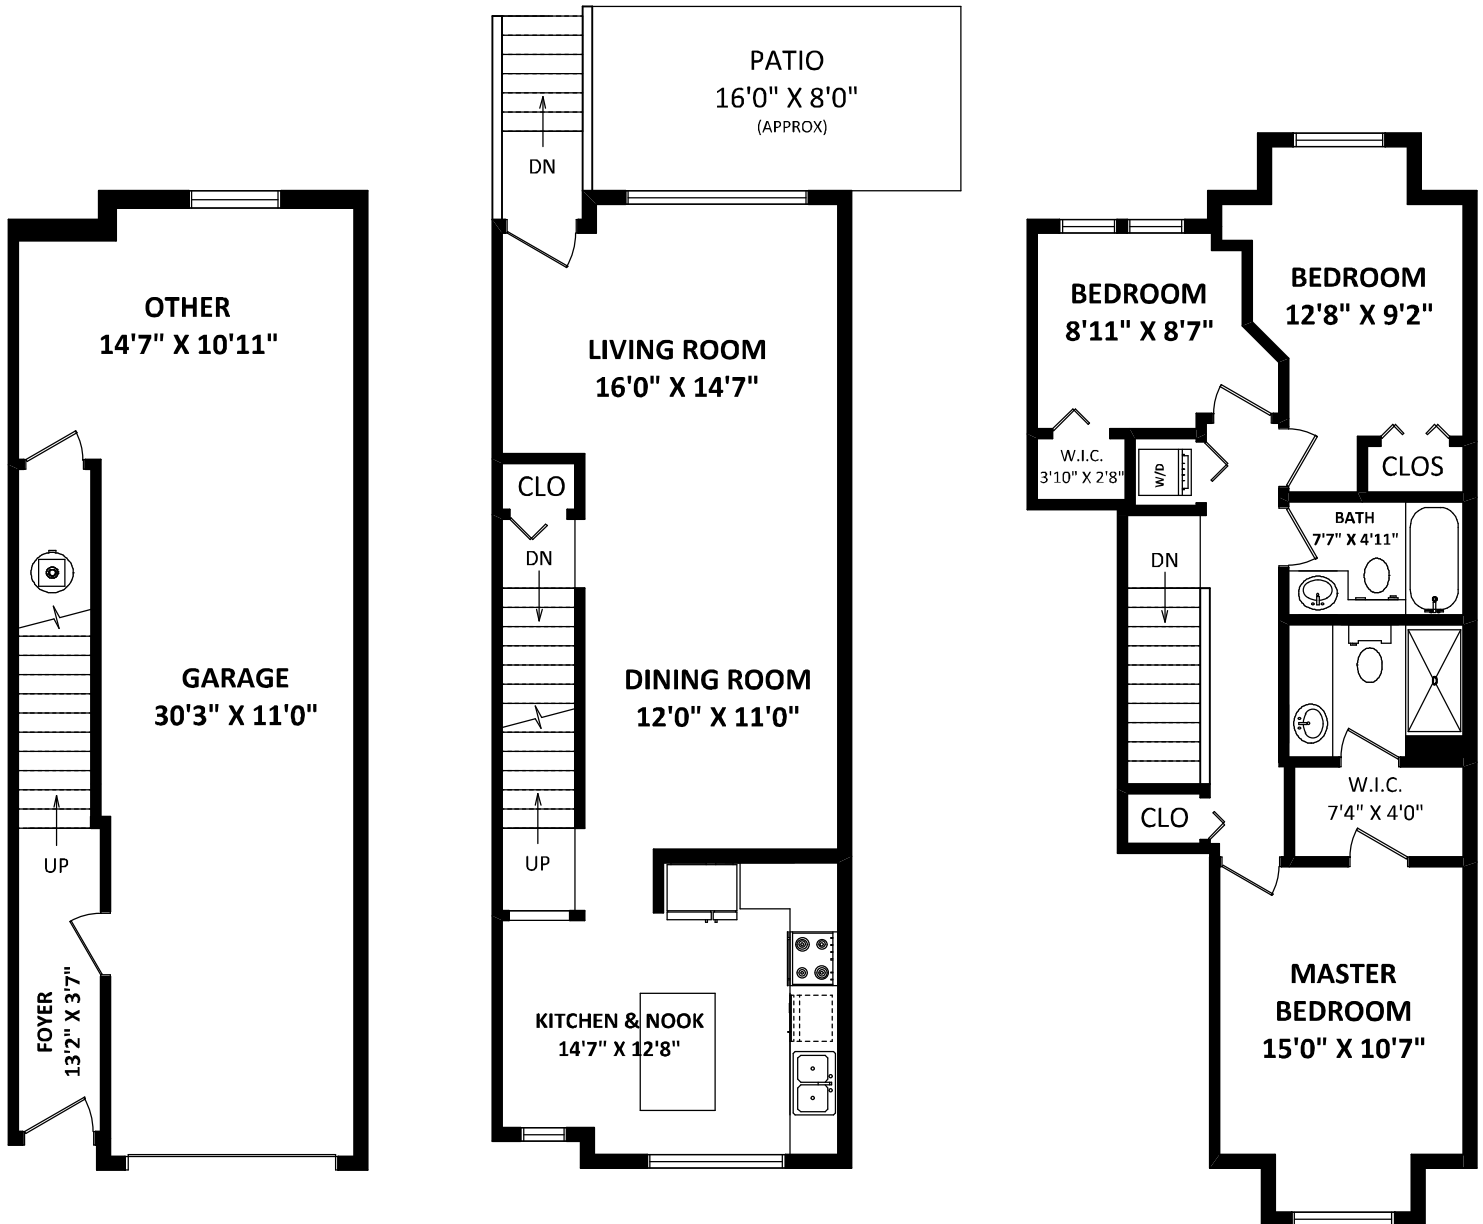 OTHER
14'7" X 10'11"
GARAGE
30'3" X 11'0"
UP
FOYER
13'2" X 3'7"
PATIO
16'0" X 8'0"
(APPROX)
DN
LIVING ROOM
16'0" X 14'7"
CLO
DN
DINING ROOM
12'0" X 11'0"
UP
KITCHEN & NOOK
14'7" X 12'8"
BEDROOM
8'11" X 8'7"
BEDROOM
12'8" X 9'2"
W.I.C.
3'10" X 2'8"
W/D
CLOS
BATH
7'7" X 4'11"
DN
W.I.C.
7'4" X 4'0"
CLO
MASTER
BEDROOM
15'0" X 10'7"